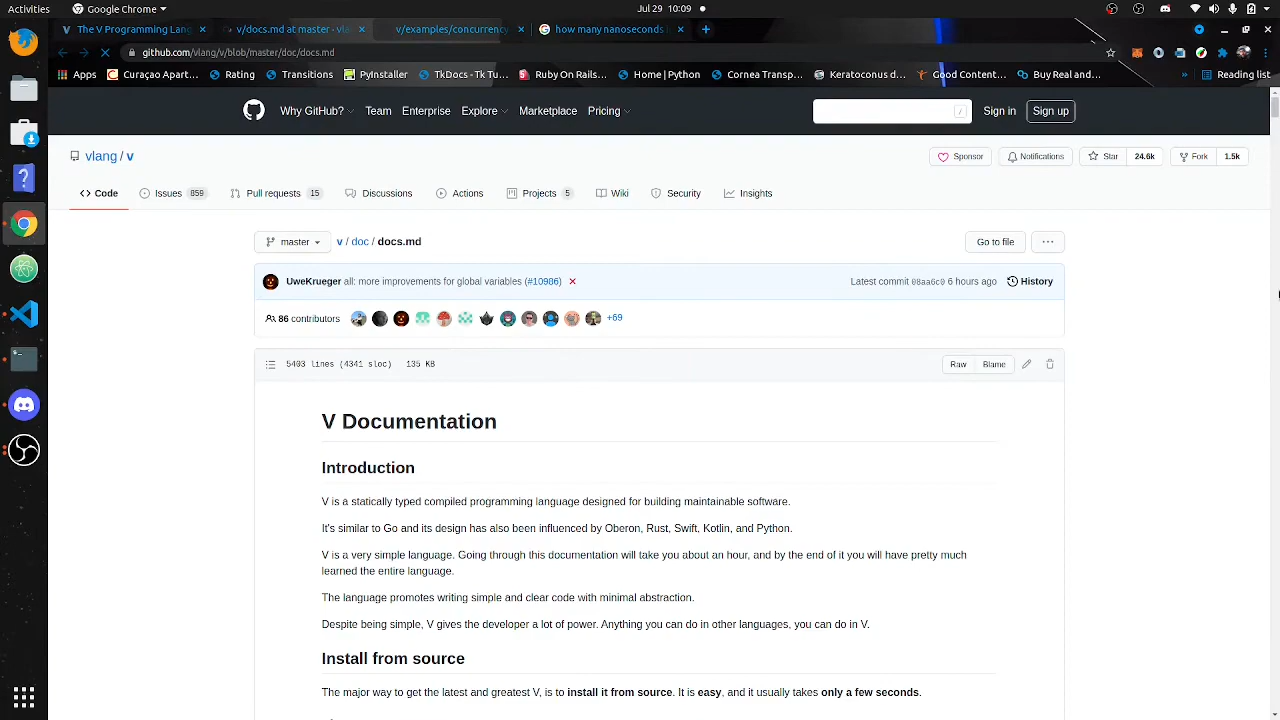 Activities Google Chrome Jul 29 10:09
The V Programming Lang v/docs.md at master · vla v/examples/concurrency how many nanoseconds i
github.com/vlang/v/blob/master/doc/docs.md
Apps Curaçao Apart… Rating Transitions PyInstaller TkDocs - Tk Tu… Ruby On Rails… Home | Python Cornea Transp… Keratoconus d… Good Content… Buy Real and… » Reading list
Why GitHub? Team Enterprise Explore Marketplace Pricing / Sign in Sign up
vlang / v Sponsor Notifications Star 24.6k Fork 1.5k
Code Issues 859 Pull requests 15 Discussions Actions Projects 5 Wiki Security Insights
master v / doc / docs.md Go to file ···
UweKrueger all: more improvements for global variables (#10986) Latest commit 08aa6c0 6 hours ago History
86 contributors +69
5403 lines (4341 sloc) 135 KB Raw Blame
V Documentation
Introduction
V is a statically typed compiled programming language designed for building maintainable software.
It's similar to Go and its design has also been influenced by Oberon, Rust, Swift, Kotlin, and Python.
V is a very simple language. Going through this documentation will take you about an hour, and by the end of it you will have pretty much
learned the entire language.
The language promotes writing simple and clear code with minimal abstraction.
Despite being simple, V gives the developer a lot of power. Anything you can do in other languages, you can do in V.
Install from source
The major way to get the latest and greatest V, is to install it from source. It is easy, and it usually takes only a few seconds.